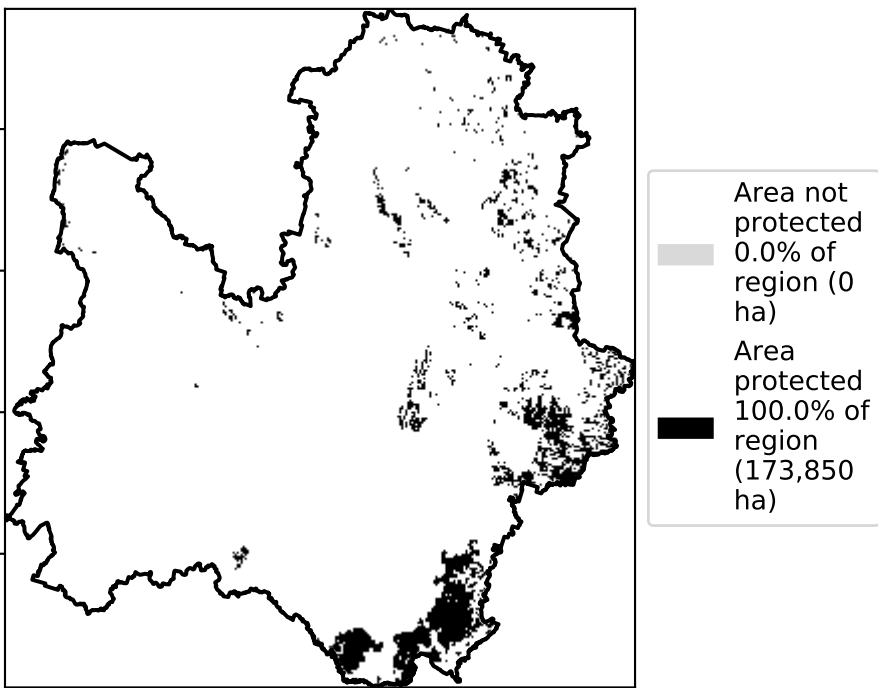 Area not
protected
0.0% of
region (0
ha)
Area
protected
100.0% of
region
(173,850
ha)